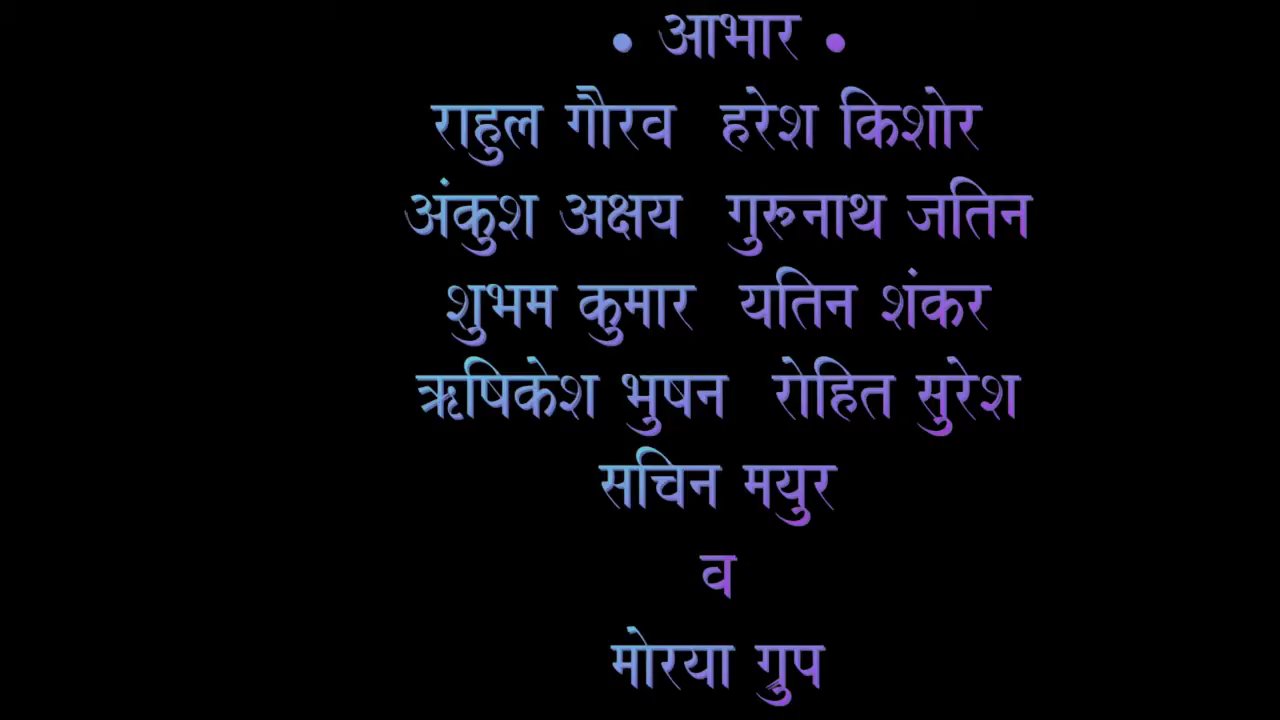 • आभार •
राहुल गौरव हरेश किशोर
अंकुश अक्षय गुरुनाथ जतिन
शुभम कुमार यतिन शंकर
ऋषिकेश भुषन रोहित सुरेश
सचिन मयुर
व
मोरया ग्रुप